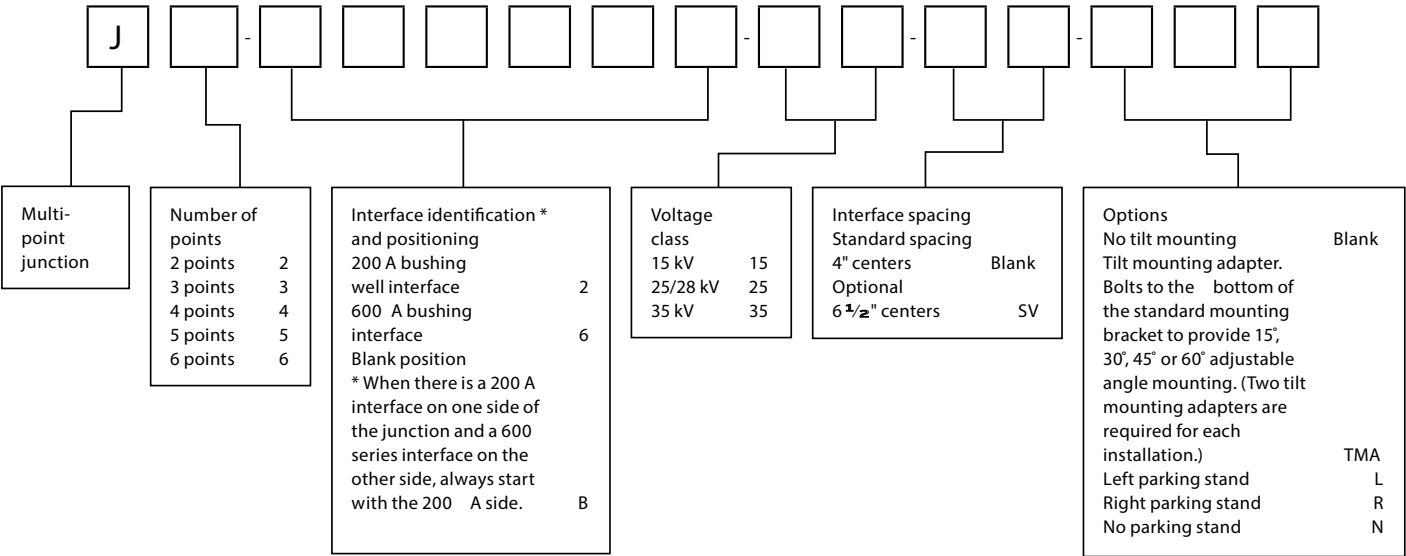 J - - - - -
Multi-
point
junction
Number of
points
2 points 2
3 points 3
4 points 4
5 points 5
6 points 6
Interface identification *
and positioning
200 A bushing
well interface 2
600 A bushing
interface 6
Blank position
* When there is a 200 A
interface on one side of
the junction and a 600
series interface on the
other side, always start
with the 200 A side. B
Voltage
class
15 kV 15
25/28 kV 25
35 kV 35
Interface spacing
Standard spacing
4" centers Blank
Optional
6 1/2" centers SV
Options
No tilt mounting Blank
Tilt mounting adapter.
Bolts to the bottom of
the standard mounting
bracket to provide 15°,
30°, 45° or 60° adjustable
angle mounting. (Two tilt
mounting adapters are
required for each
installation.) TMA
Left parking stand L
Right parking stand R
No parking stand N